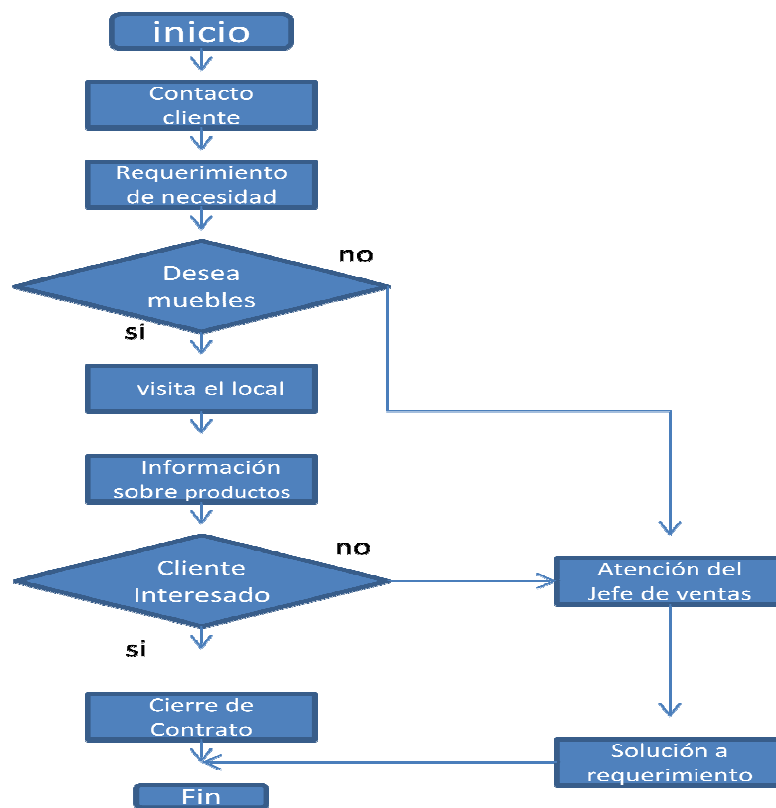 inicio
Contacto
cliente
Requerimiento
de necesidad
no
Desea
muebles
si
visita el local
Información
sobre productos
no
Cliente
Interesado
Atención del
Jefe de ventas
si
Cierre de
Contrato
Solución a
requerimiento
Fin